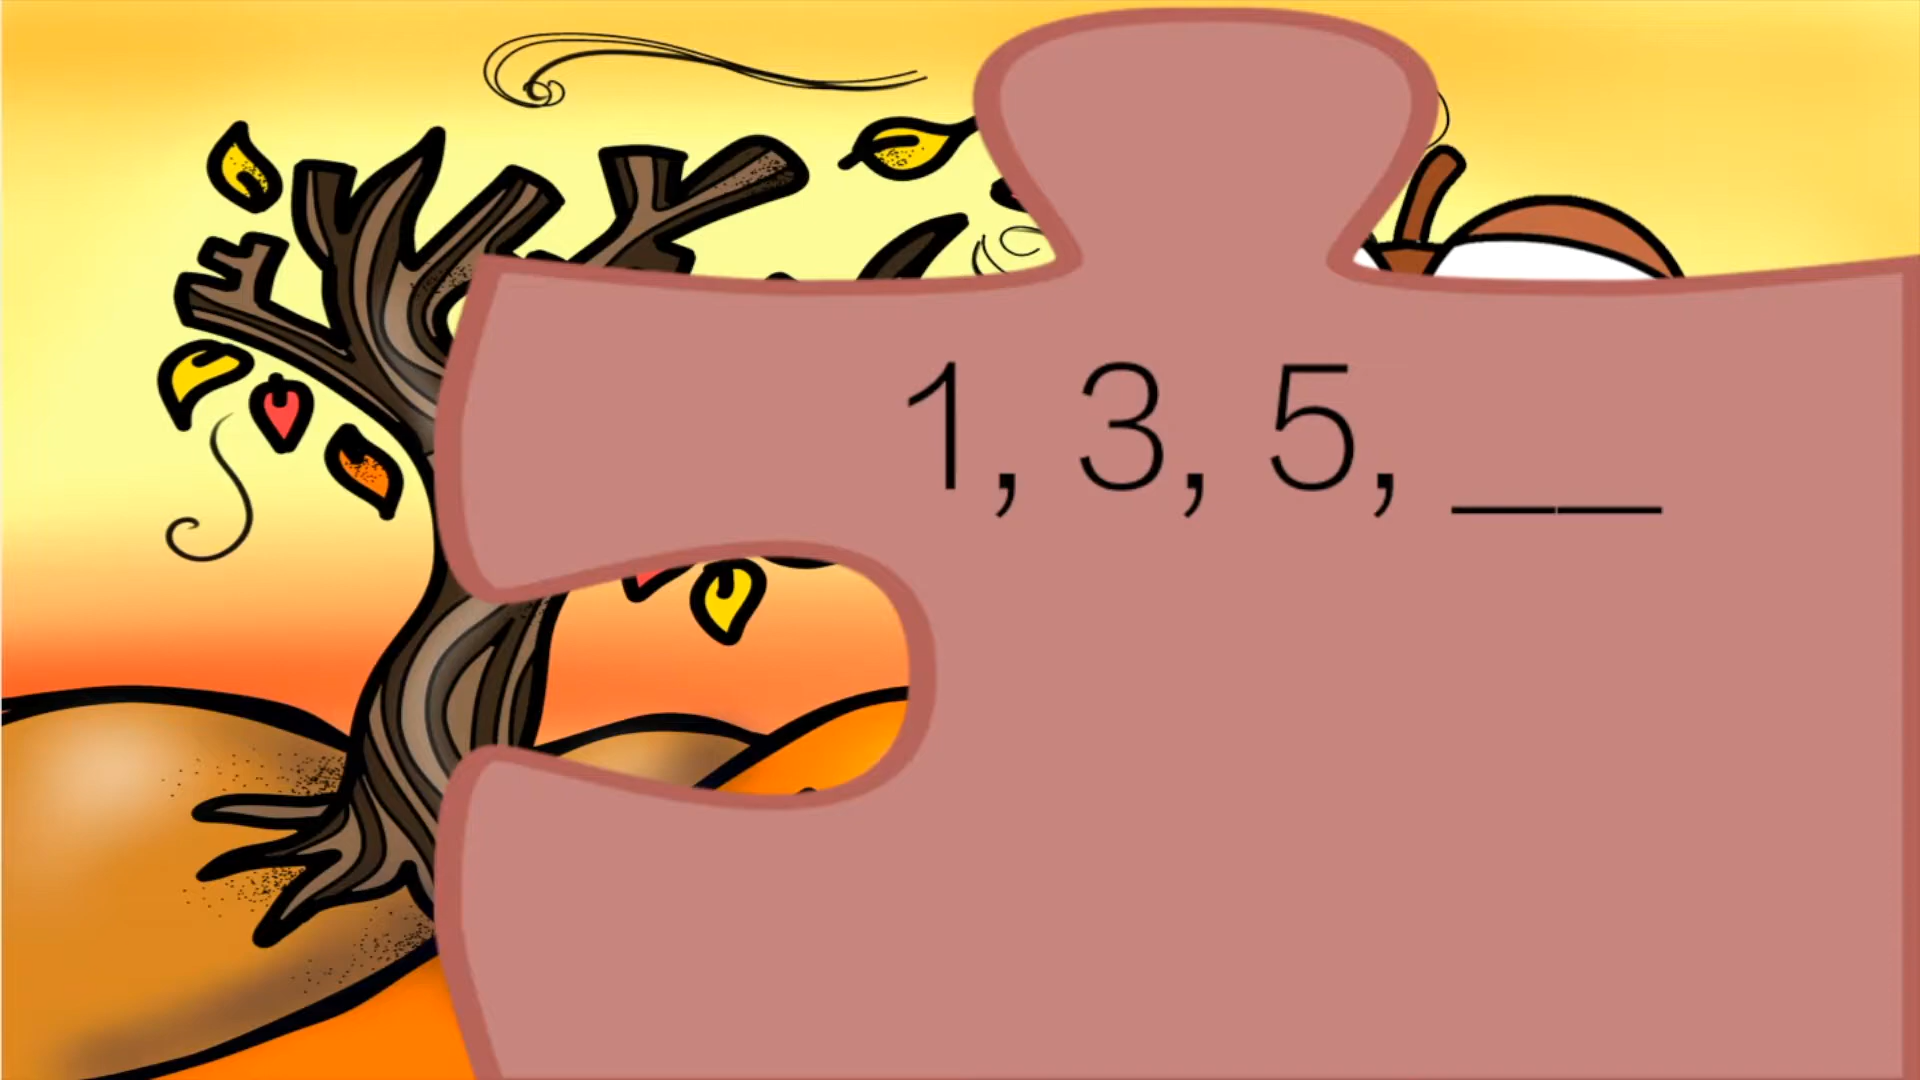 1, 3, 5, __